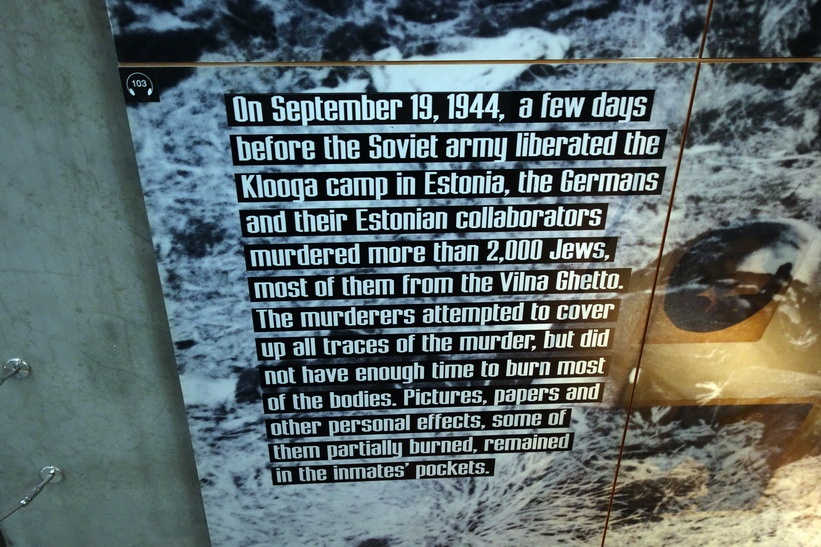 103
On September 19, 1944, a few days
before the Soviet army liberated the
Klooga camp in Estonia, the Germans
and their Estonian collaborators
murdered more than 2,000 Jews,
most of them from the Vilna Ghetto.
The murderers attempted to cover
up all traces of the murder, but did
not have enough time to burn most
of the bodies. Pictures, papers and
other personal effects, some of
them partially burned, remained
in the inmates' pockets.